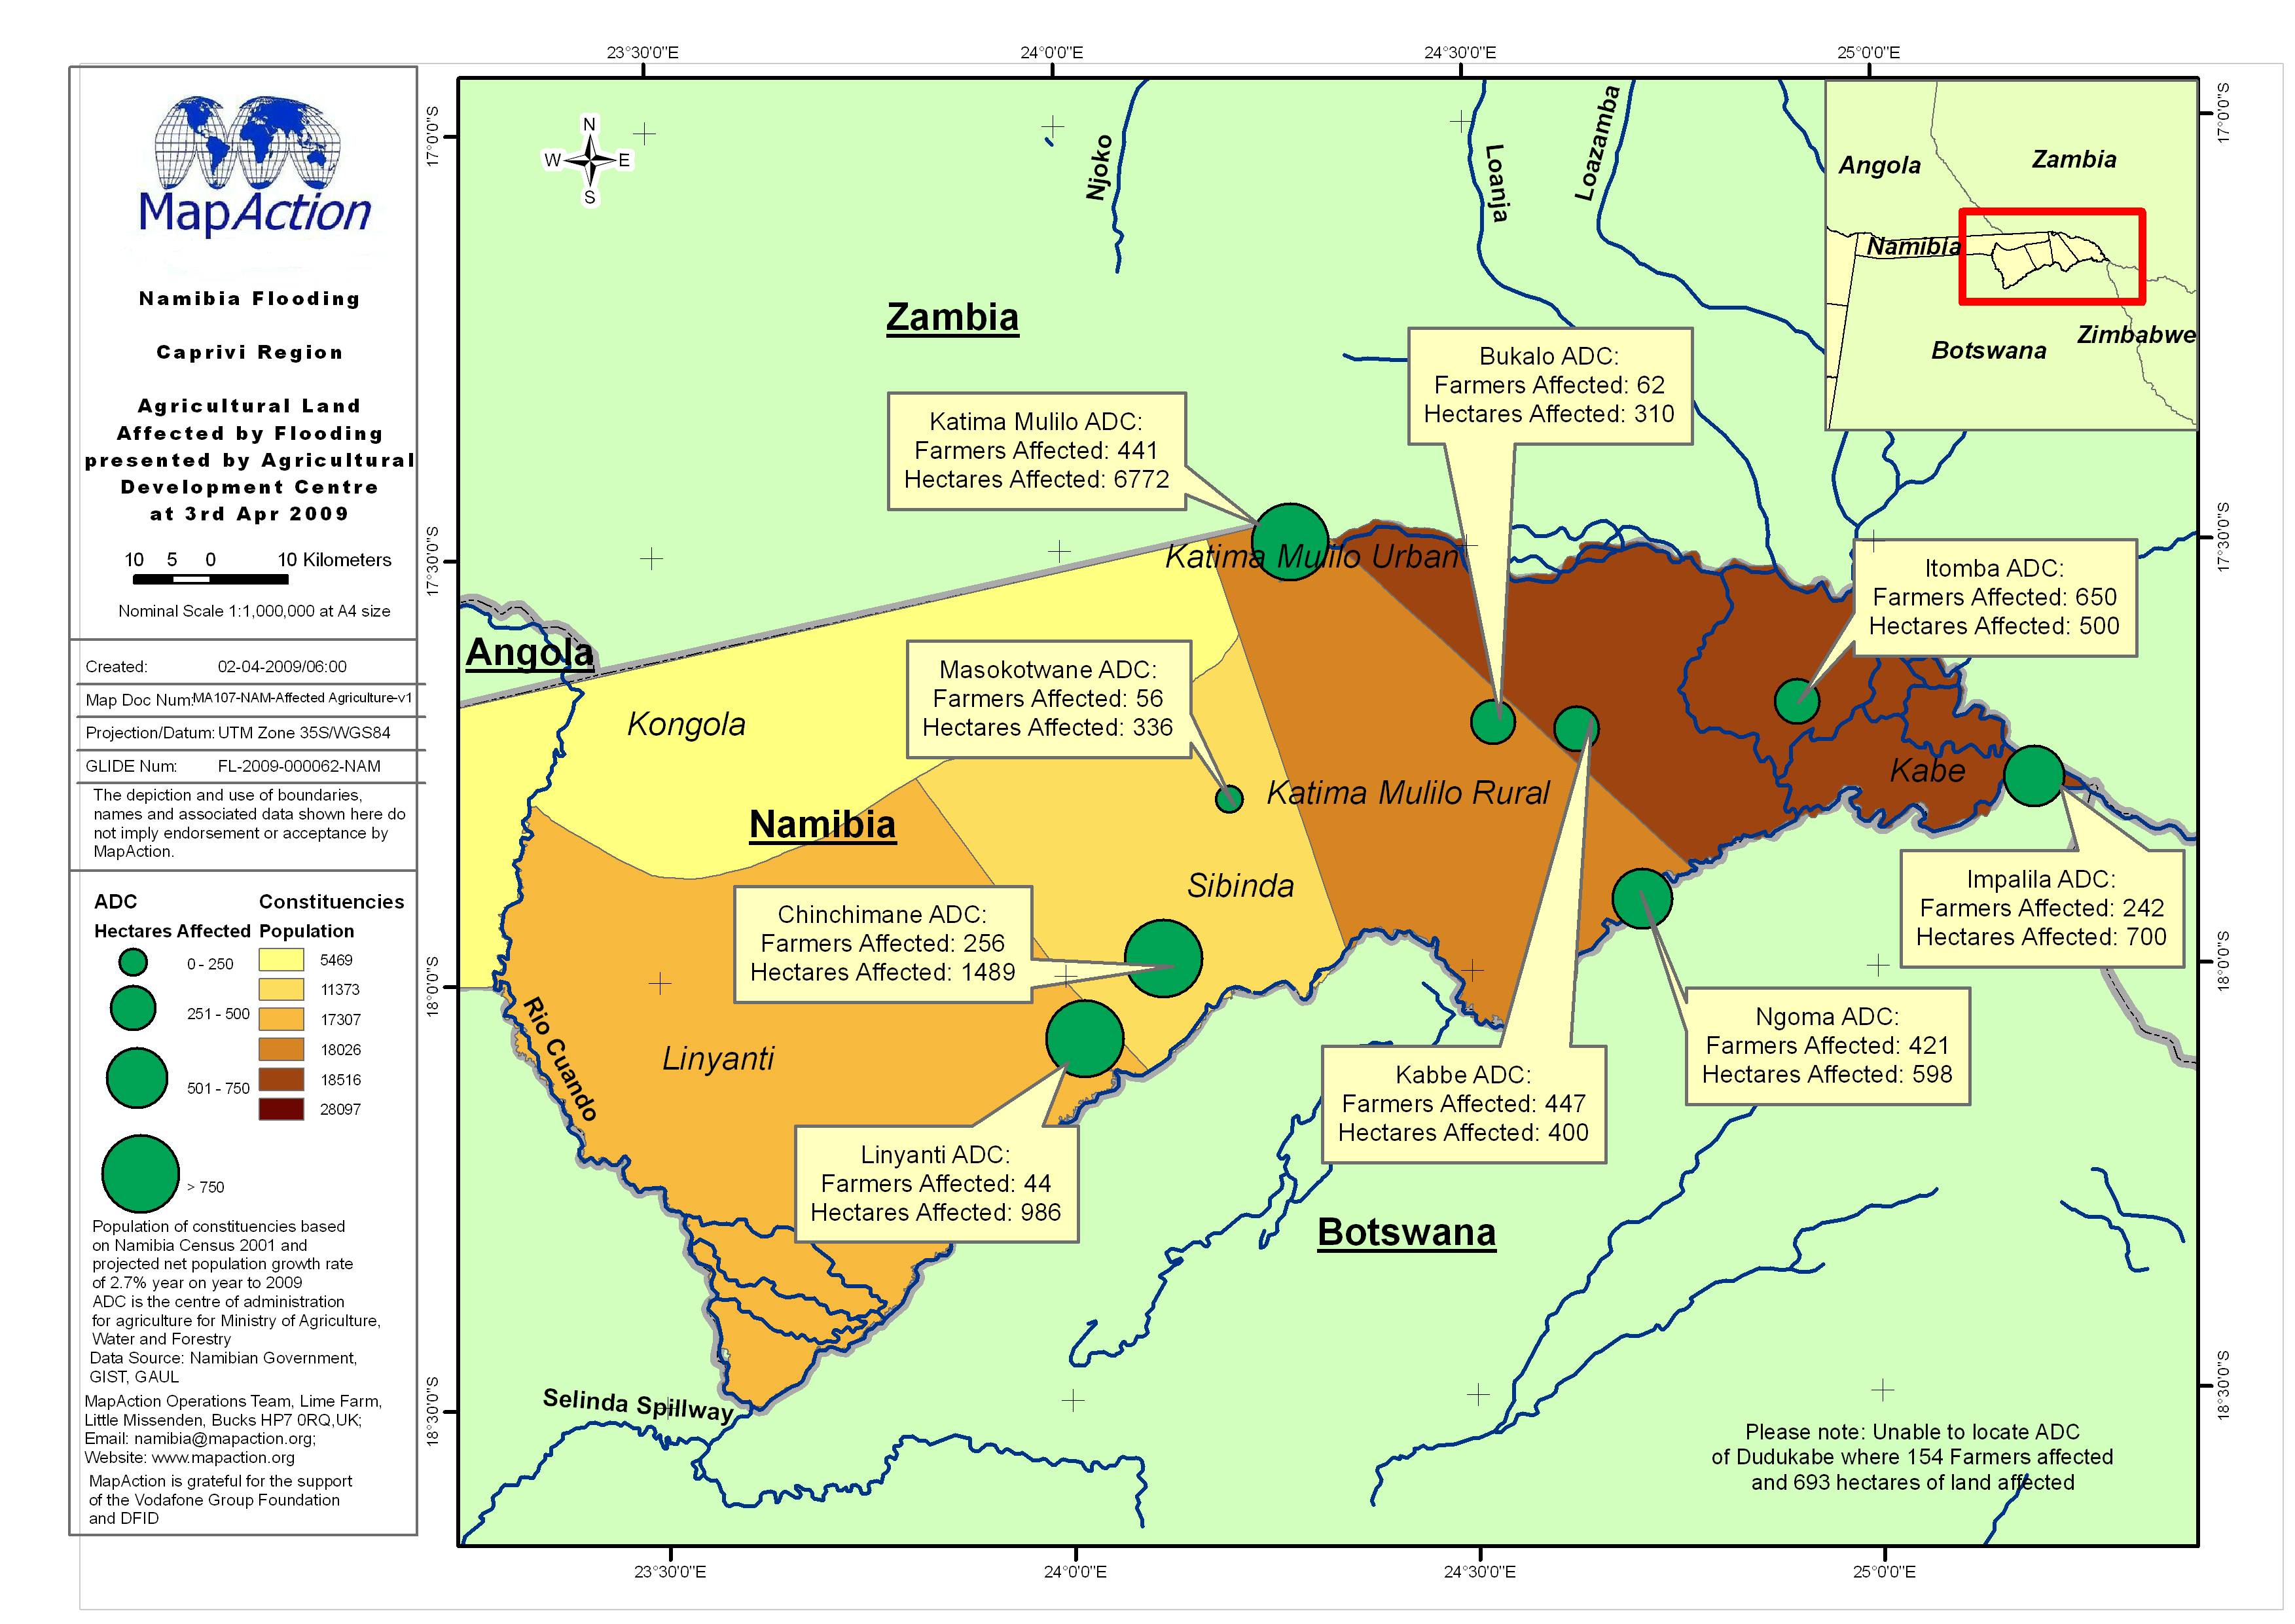 MapAction
Namibia Flooding
Caprivi Region
Agricultural Land
Affected by Flooding
presented by Agricultural
Development Centre
at 3rd Apr 2009
10 5 0 10 Kilometers
Nominal Scale 1:1,000,000 at A4 size
Created: 02-04-2009/06:00
Map Doc Num: MA107-NAM-Affected Agriculture-v1
Projection/Datum: UTM Zone 35S/WGS84
GLIDE Num: FL-2009-000062-NAM
The depiction and use of boundaries,
names and associated data shown here do
not imply endorsement or acceptance by
MapAction.
ADC
Hectares Affected
0 - 250
251 - 500
501 - 750
> 750
Constituencies
Population
5469
11373
17307
18026
18516
28097
Population of constituencies based
on Namibia Census 2001 and
projected net population growth rate
of 2.7% year on year to 2009
ADC is the centre of administration
for agriculture for Ministry of Agriculture,
Water and Forestry
Data Source: Namibian Government,
GIST, GAUL
MapAction Operations Team, Lime Farm,
Little Missenden, Bucks HP7 0RQ,UK;
Email: namibia@mapaction.org;
Website: www.mapaction.org
MapAction is grateful for the support
of the Vodafone Group Foundation
and DFID
23°30'0"E 24°0'0"E 24°30'0"E 25°0'0"E
17°0'0"S
17°30'0"S
18°0'0"S
18°30'0"S
17°0'0"S
17°30'0"S
18°0'0"S
18°30'0"S
23°30'0"E 24°0'0"E 24°30'0"E 25°0'0"E
N
W E
S
Njoko
Loanja
Loazamba
Angola
Zambia
Namibia
Botswana
Zimbabwe
Zambia
Bukalo ADC:
Farmers Affected: 62
Hectares Affected: 310
Katima Mulilo ADC:
Farmers Affected: 441
Hectares Affected: 6772
Katima Mulilo Urban
Itomba ADC:
Farmers Affected: 650
Hectares Affected: 500
Angola
Masokotwane ADC:
Farmers Affected: 56
Hectares Affected: 336
Kongola
Kabe
Katima Mulilo Rural
Namibia
Sibinda
Impalila ADC:
Farmers Affected: 242
Hectares Affected: 700
Chinchimane ADC:
Farmers Affected: 256
Hectares Affected: 1489
Ngoma ADC:
Farmers Affected: 421
Hectares Affected: 598
Rio Cuando
Linyanti
Kabbe ADC:
Farmers Affected: 447
Hectares Affected: 400
Linyanti ADC:
Farmers Affected: 44
Hectares Affected: 986
Botswana
Selinda Spillway
Please note: Unable to locate ADC
of Dudukabe where 154 Farmers affected
and 693 hectares of land affected